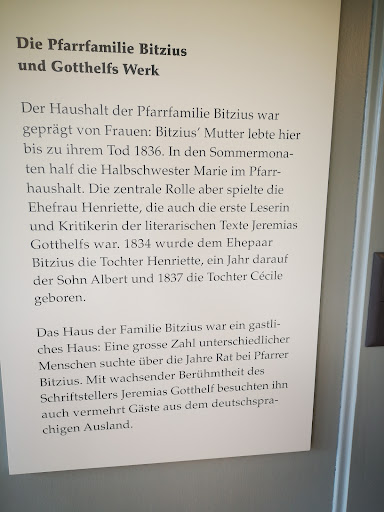 Die Pfarrfamilie Bitzius
und Gotthelfs Werk
Der Haushalt der Pfarrfamilie Bitzius war
geprägt von Frauen: Bitzius' Mutter lebte hier
bis zu ihrem Tod 1836. In den Sommermona-
ten half die Halbschwester Marie im Pfarr-
haushalt. Die zentrale Rolle aber spielte die
Ehefrau Henriette, die auch die erste Leserin
und Kritikerin der literarischen Texte Jeremias
Gotthelfs war. 1834 wurde dem Ehepaar
Bitzius die Tochter Henriette, ein Jahr darauf
der Sohn Albert und 1837 die Tochter Cécile
geboren.
Das Haus der Familie Bitzius war ein gastli-
ches Haus: Eine grosse Zahl unterschiedlicher
Menschen suchte über die Jahre Rat bei Pfarrer
Bitzius. Mit wachsender Berühmtheit des
Schriftstellers Jeremias Gotthelf besuchten ihn
auch vermehrt Gäste aus dem deutschspra-
chigen Ausland.